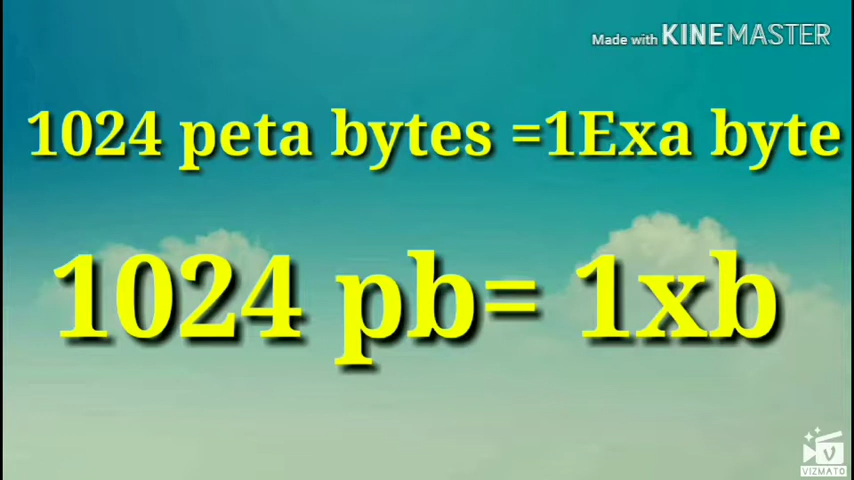 Made with KINEMASTER
1024 peta bytes =1Exa byte
1024 pb= 1xb
V
VIZMATO